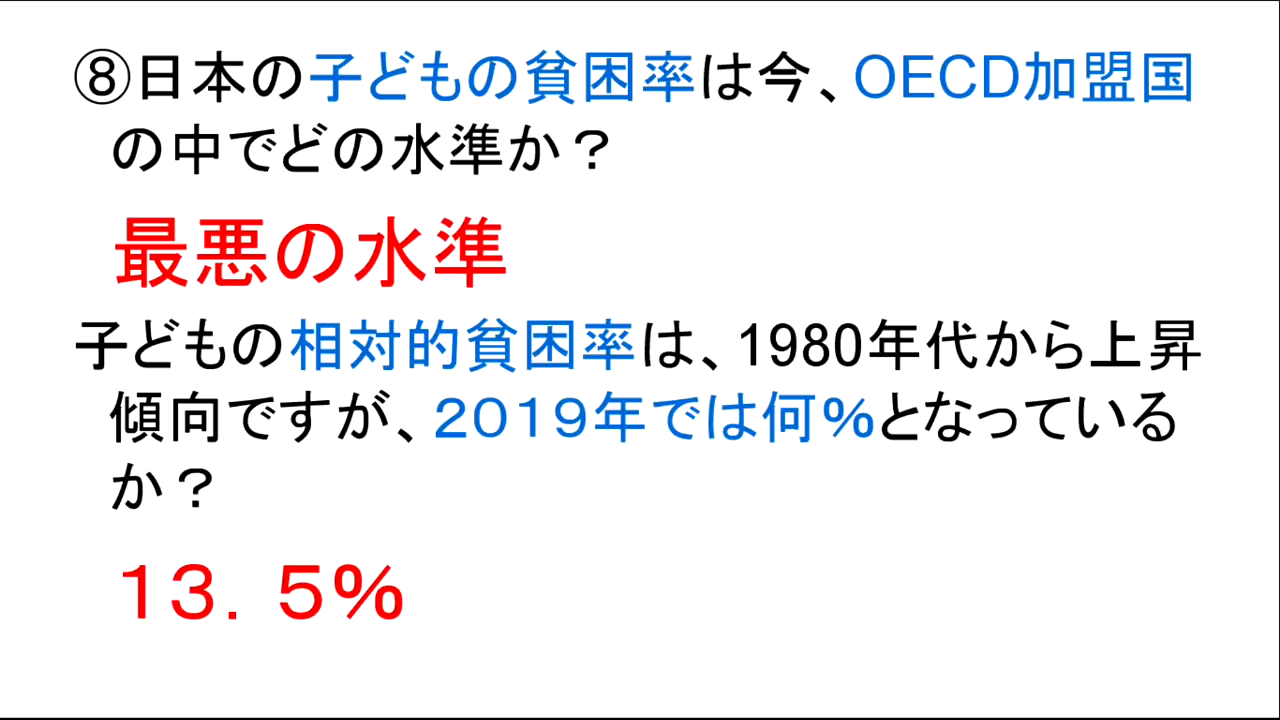 ⑧日本の子どもの貧困率は今、OECD加盟国
の中でどの水準か？
最悪の水準
子どもの相対的貧困率は、1980年代から上昇
傾向ですが、２０１９年では何％となっている
か？
１３．５％